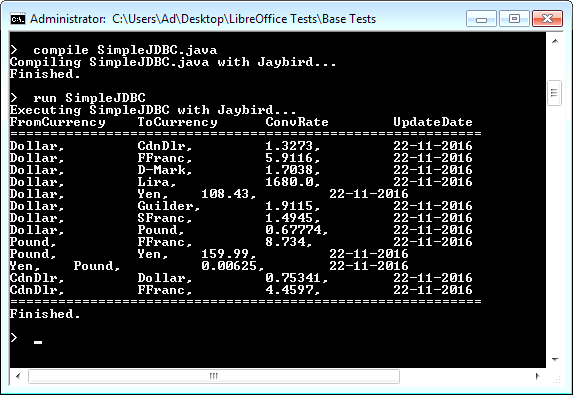 Administrator: C:\Users\Ad\Desktop\LibreOffice Tests\Base Tests
> compile SimpleJDBC.java
Compiling SimpleJDBC.java with Jaybird...
Finished.
> run SimpleJDBC
Executing SimpleJDBC with Jaybird...
FromCurrency ToCurrency ConvRate UpdateDate
===========================================================
Dollar, CdnDlr, 1.3273, 22-11-2016
Dollar, FFranc, 5.9116, 22-11-2016
Dollar, D-Mark, 1.7038, 22-11-2016
Dollar, Lira, 1680.0, 22-11-2016
Dollar, Yen, 108.43, 22-11-2016
Dollar, Guilder, 1.9115, 22-11-2016
Dollar, SFranc, 1.4945, 22-11-2016
Dollar, Pound, 0.67774, 22-11-2016
Pound, FFranc, 8.734, 22-11-2016
Pound, Yen, 159.99, 22-11-2016
Yen, Pound, 0.00625, 22-11-2016
CdnDlr, Dollar, 0.75341, 22-11-2016
CdnDlr, FFranc, 4.4597, 22-11-2016
===========================================================
Finished.
> _